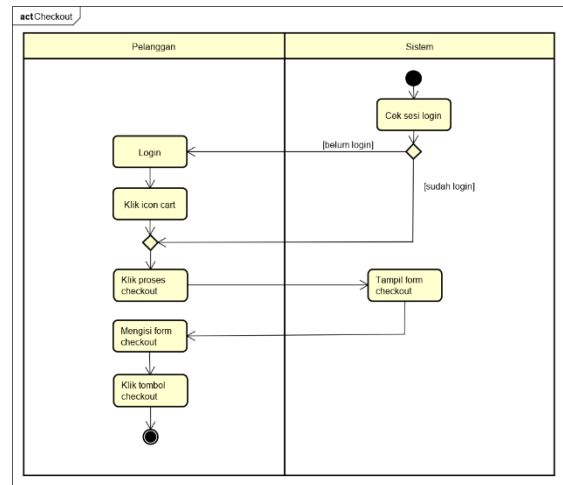 act Checkout
Pelanggan
Sistem
Cek sesi login
[belum login]
Login
[sudah login]
Klik icon cart
Klik proses
checkout
Tampil form
checkout
Mengisi form
checkout
Klik tombol
checkout